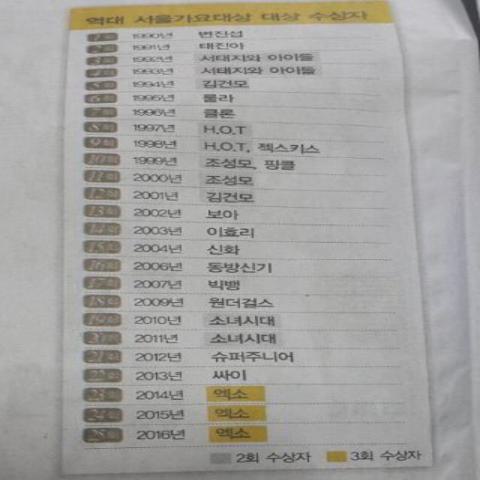 역대 서울가요대상 대상 수상자
1회 1990년 변진섭
2회 1991년 태진아
3회 1992년 서태지와 아이들
4회 1993년 서태지와 아이들
5회 1994년 김건모
6회 1995년 룰라
7회 1996년 클론
8회 1997년 H.O.T
9회 1998년 H.O.T, 젝스키스
10회 1999년 조성모, 핑클
11회 2000년 조성모
12회 2001년 김건모
13회 2002년 보아
14회 2003년 이효리
15회 2004년 신화
16회 2006년 동방신기
17회 2007년 빅뱅
18회 2009년 원더걸스
19회 2010년 소녀시대
20회 2011년 소녀시대
21회 2012년 슈퍼주니어
22회 2013년 싸이
23회 2014년 엑소
24회 2015년 엑소
25회 2016년 엑소
2회 수상자 3회 수상자